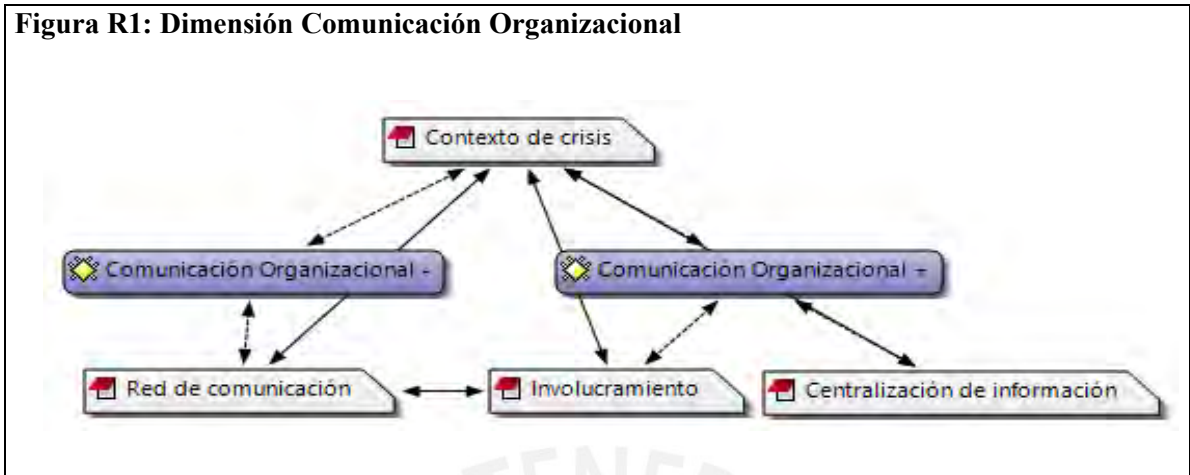 Figura R1: Dimensión Comunicación Organizacional
Contexto de crisis
Comunicación Organizacional -
Comunicación Organizacional +
Red de comunicación
Involucramiento
Centralización de información
TENEB